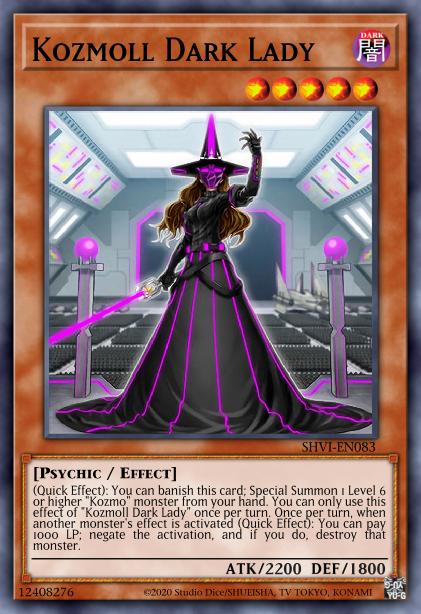 Kozmoll Dark Lady
DARK
闇
SHVI-EN083
[Psychic / Effect]
(Quick Effect): You can banish this card; Special Summon 1 Level 6
or higher "Kozmo" monster from your hand. You can only use this
effect of "Kozmoll Dark Lady" once per turn. Once per turn, when
another monster's effect is activated (Quick Effect): You can pay
1000 LP; negate the activation, and if you do, destroy that
monster.
ATK/2200 DEF/1800
12408276
©2020 Studio Dice/SHUEISHA, TV TOKYO, KONAMI